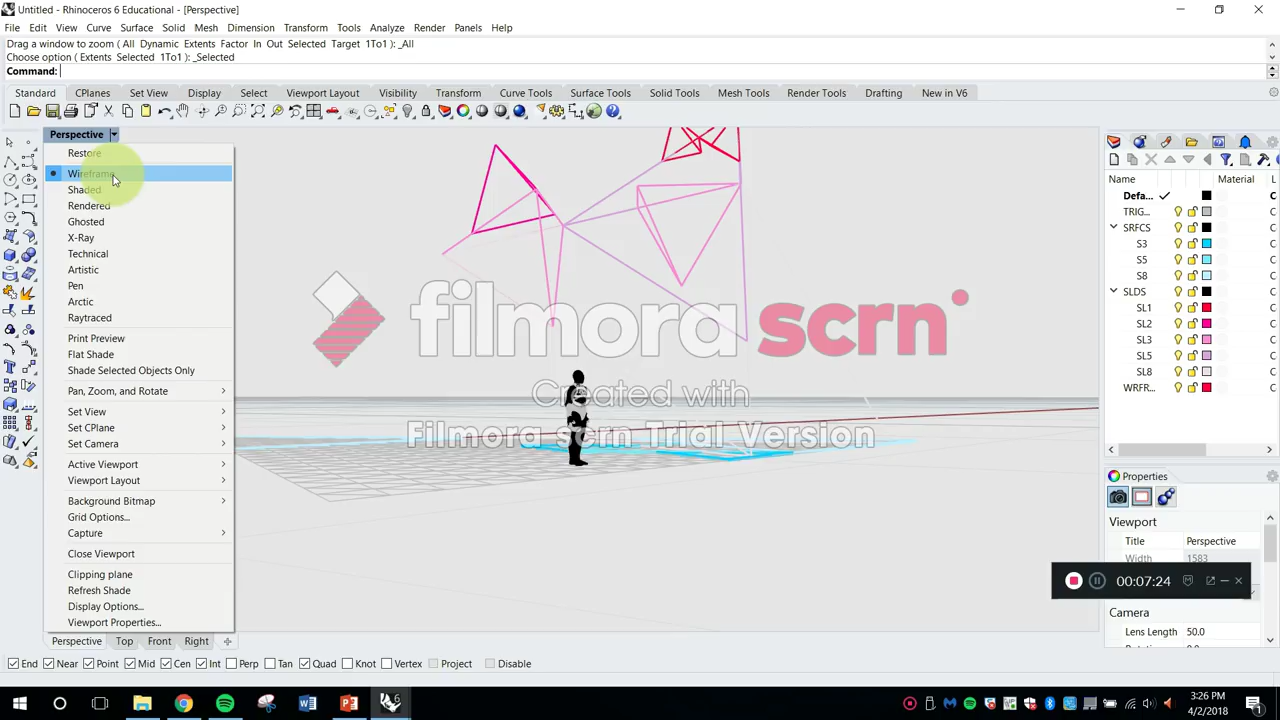 Untitled - Rhinoceros 6 Educational - [Perspective]
File Edit View Curve Surface Solid Mesh Dimension Transform Tools Analyze Render Panels Help
Drag a window to zoom ( All Dynamic Extents Factor In Out Selected Target 1To1 ): _All
Choose option ( Extents Selected 1To1 ): _Selected
Command:
Standard CPlanes Set View Display Select Viewport Layout Visibility Transform Curve Tools Surface Tools Solid Tools Mesh Tools Render Tools Drafting New in V6
Perspective
Restore
Wireframe
Shaded
Rendered
Ghosted
X-Ray
Technical
Artistic
Pen
Arctic
Raytraced
Print Preview
Flat Shade
Shade Selected Objects Only
Pan, Zoom, and Rotate
Set View
Set CPlane
Set Camera
Active Viewport
Viewport Layout
Background Bitmap
Grid Options...
Capture
Close Viewport
Clipping plane
Refresh Shade
Display Options...
Viewport Properties...
filmora scrn
Created with
Filmora scrn Trial Version
Name Material L
Defa... C
TRIG... C
SRFCS C
S3 C
S5 C
S8 C
SLDS C
SL1 C
SL2 C
SL3 C
SL5 C
SL8 C
WRFR... C
Properties
Viewport
Title Perspective
Width 1583
00:07:24
Camera
Lens Length 50.0
Perspective Top Front Right
End Near Point Mid Cen Int Perp Tan Quad Knot Vertex Project Disable
3:26 PM
4/2/2018